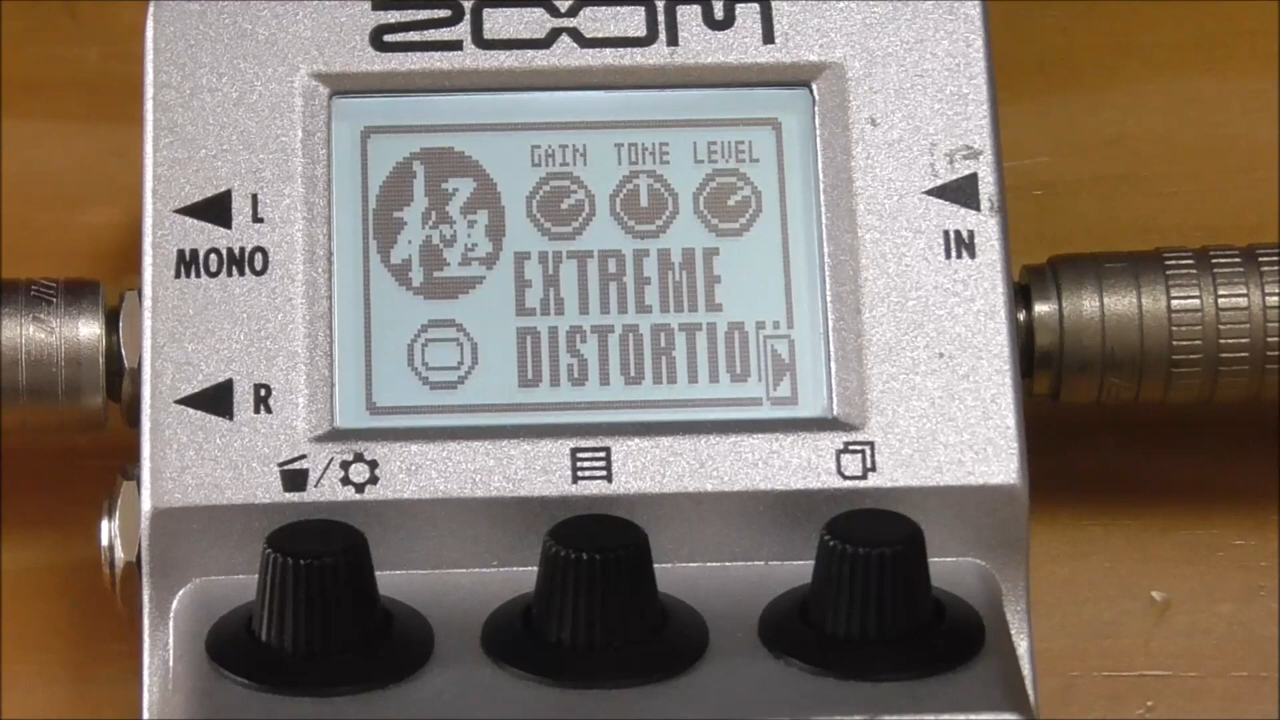 ZOOM
GAIN TONE LEVEL
L
MONO
IN
EXTREME
DISTORTIO
R